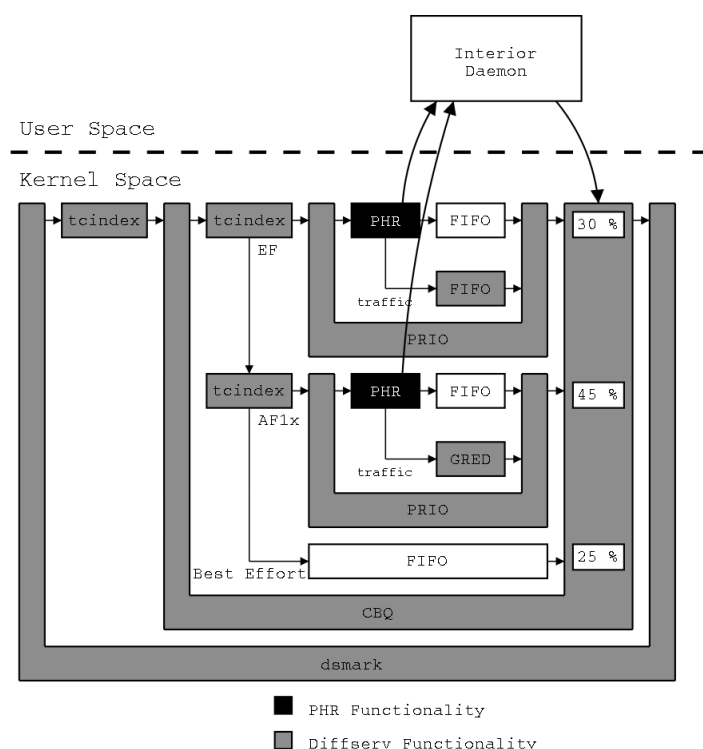 Interior
Daemon
User Space
Kernel Space
tcindex
tcindex
PHR
FIFO
30 %
EF
traffic
FIFO
PRIO
tcindex
PHR
FIFO
45 %
AF1x
traffic
GRED
PRIO
Best Effort
FIFO
25 %
CBQ
dsmark
PHR Functionality
Diffserv Functionality